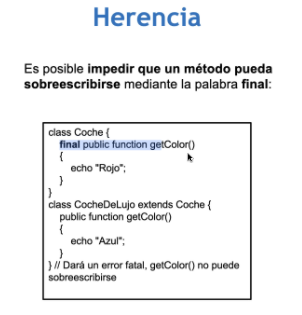 Herencia
Es posible impedir que un método pueda
sobreescribirse mediante la palabra final:
class Coche {
final public function getColor()
{
echo "Rojo";
}
}
class CocheDeLujo extends Coche {
public function getColor()
{
echo "Azul";
}
} // Dará un error fatal, getColor() no puede
sobreescribirse